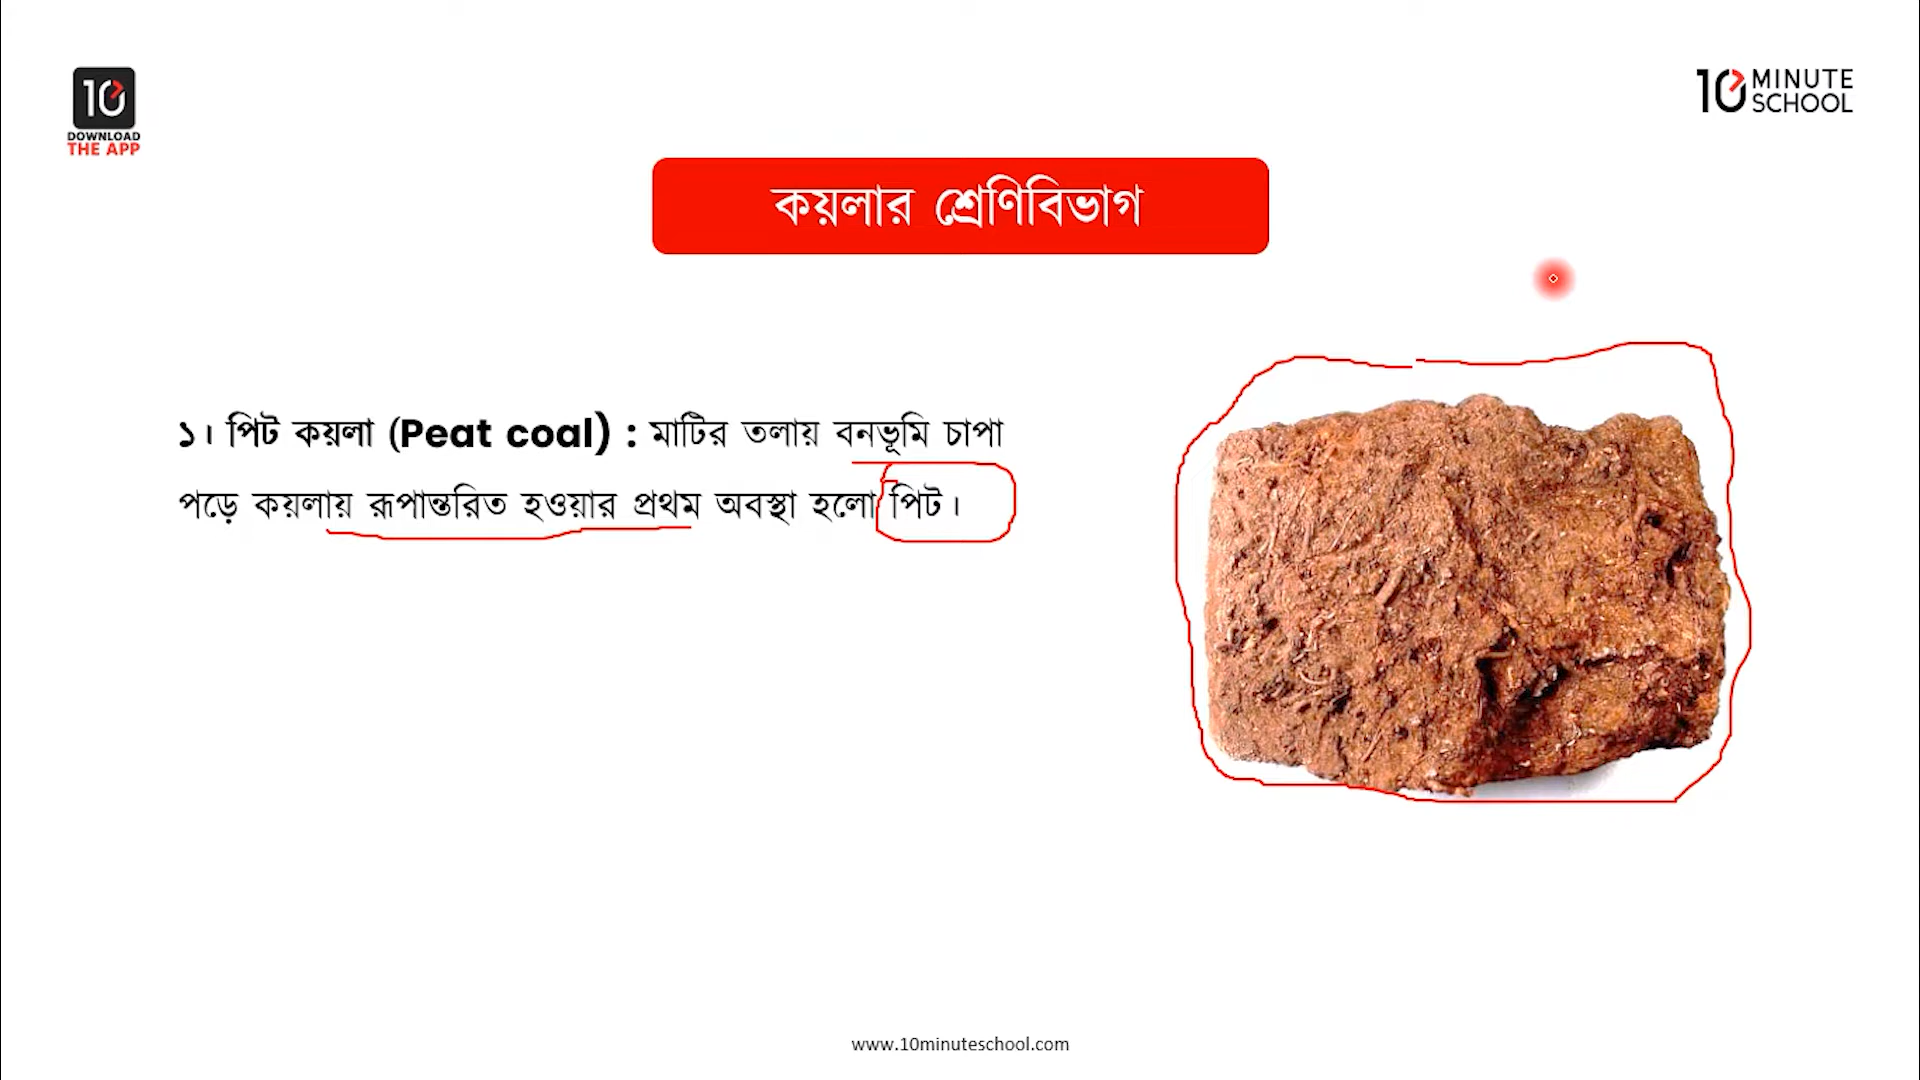 10
DOWNLOAD
THE APP
10 MINUTE
SCHOOL
কয়লার শ্রেণিবিভাগ
১। পিট কয়লা (Peat coal) : মাটির তলায় বনভূমি চাপা
পড়ে কয়লায় রূপান্তরিত হওয়ার প্রথম অবস্থা হলো পিট।
www.10minuteschool.com